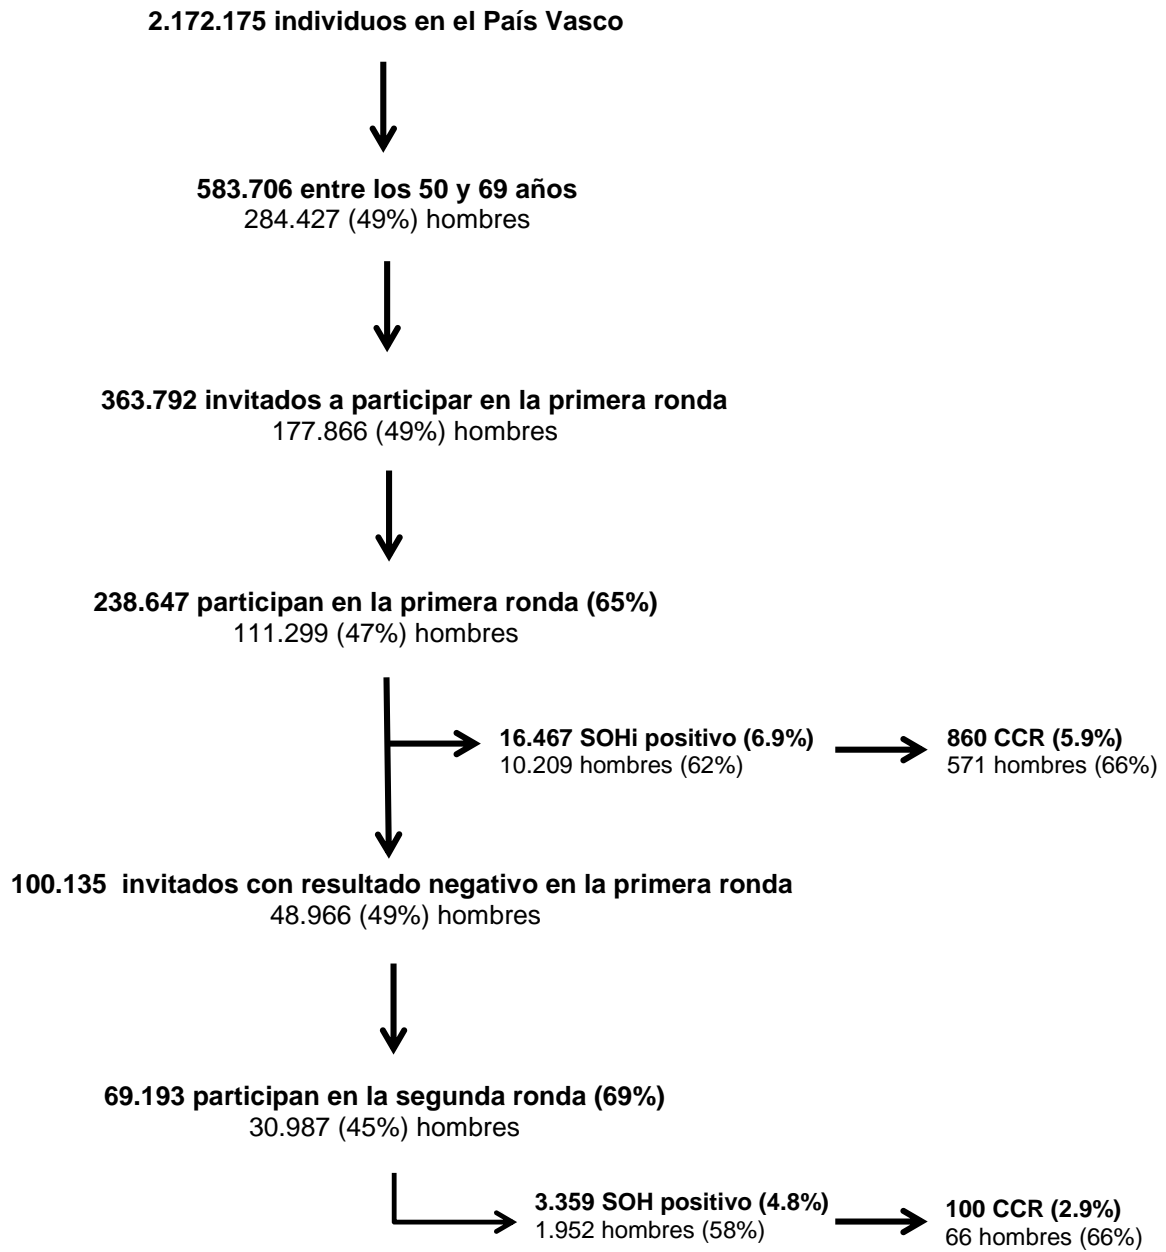 2.172.175 individuos en el País Vasco
583.706 entre los 50 y 69 años
284.427 (49%) hombres
363.792 invitados a participar en la primera ronda
177.866 (49%) hombres
238.647 participan en la primera ronda (65%)
111.299 (47%) hombres
16.467 SOHi positivo (6.9%)
10.209 hombres (62%)
860 CCR (5.9%)
571 hombres (66%)
100.135 invitados con resultado negativo en la primera ronda
48.966 (49%) hombres
69.193 participan en la segunda ronda (69%)
30.987 (45%) hombres
3.359 SOH positivo (4.8%)
1.952 hombres (58%)
100 CCR (2.9%)
66 hombres (66%)